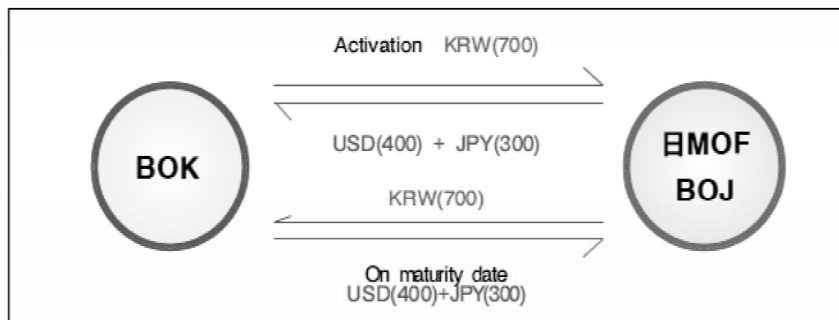 Activation KRW(700)
BOK
USD(400) + JPY(300)
日MOF
BOJ
KRW(700)
On maturity date
USD(400)+JPY(300)